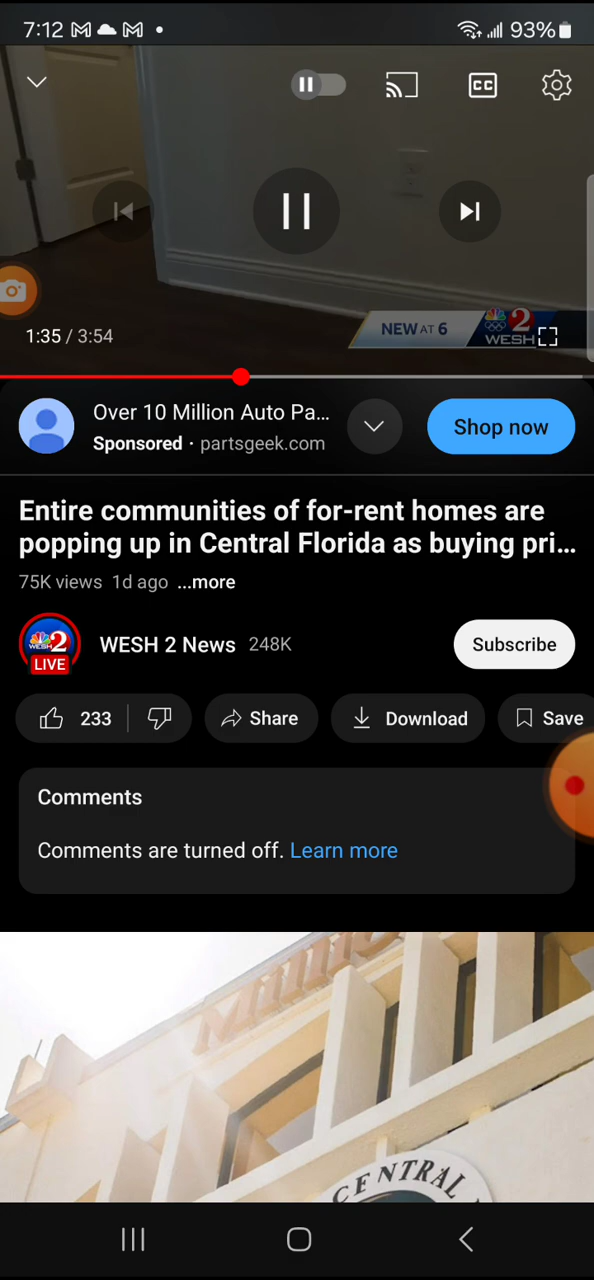 7:12
93%
CC
1:35 / 3:54
NEW AT 6
2
WESH
Over 10 Million Auto Pa...
Sponsored · partsgeek.com
Shop now
Entire communities of for-rent homes are
popping up in Central Florida as buying pri...
75K views 1d ago ...more
WESH 2
LIVE
WESH 2 News 248K
Subscribe
233
Share
Download
Save
Comments
Comments are turned off. Learn more
CENTRAL